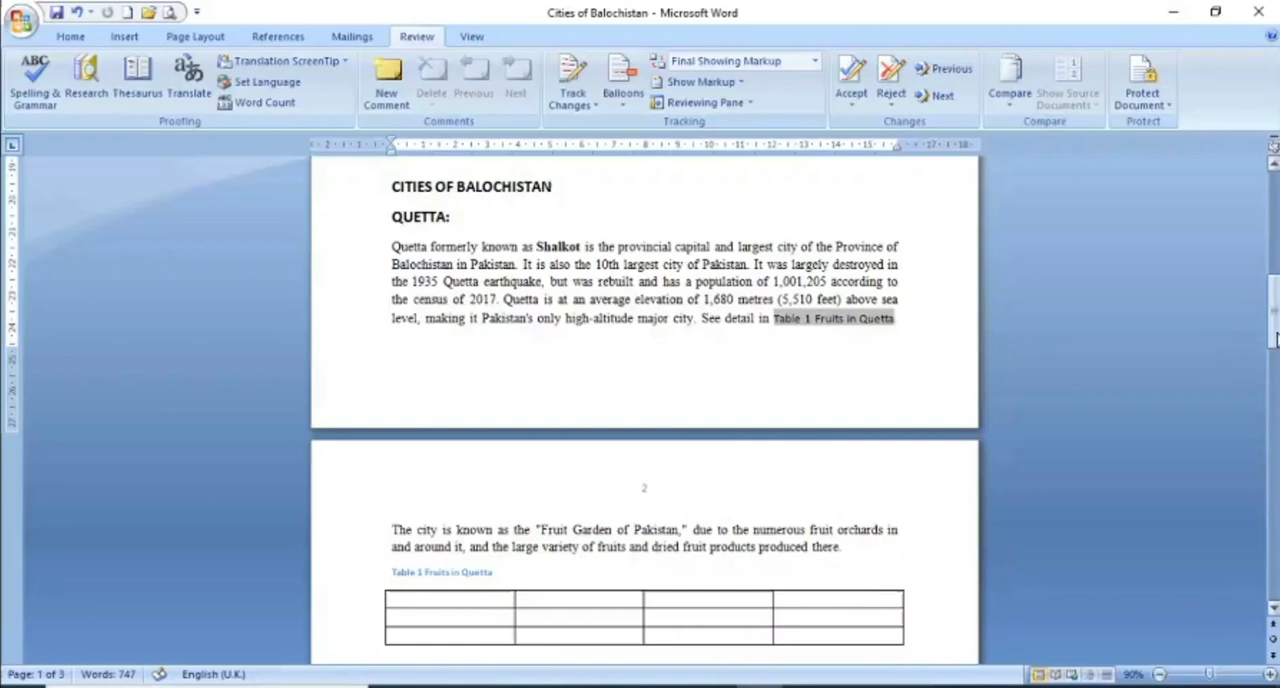 Cities of Balochistan - Microsoft Word
Home Insert Page Layout References Mailings Review View
ABC Translation ScreenTip Final Showing Markup Previous
Set Language Show Markup
Spelling & Grammar Research Thesaurus Translate Word Count New Comment Delete Previous Next Track Changes Balloons Reviewing Pane Accept Reject Next Compare Show Source Documents Protect Document
Proofing Comments Tracking Changes Compare Protect
CITIES OF BALOCHISTAN
QUETTA:
Quetta formerly known as Shalkot is the provincial capital and largest city of the Province of
Balochistan in Pakistan. It is also the 10th largest city of Pakistan. It was largely destroyed in
the 1935 Quetta earthquake, but was rebuilt and has a population of 1,001,205 according to
the census of 2017. Quetta is at an average elevation of 1,680 metres (5,510 feet) above sea
level, making it Pakistan's only high-altitude major city. See detail in Table 1 Fruits in Quetta
2
The city is known as the "Fruit Garden of Pakistan," due to the numerous fruit orchards in
and around it, and the large variety of fruits and dried fruit products produced there.
Table 1 Fruits in Quetta
Page: 1 of 3 Words: 747 English (U.K.) 90%